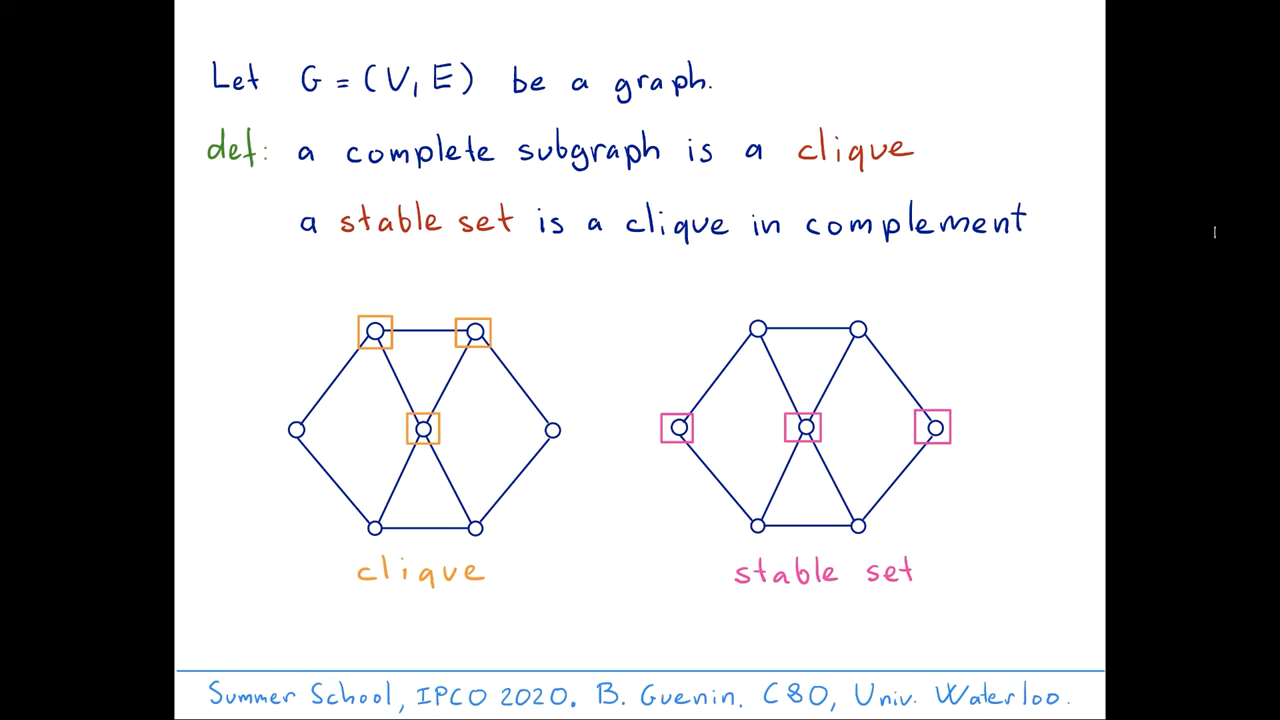 Let G = (V, E) be a graph.
def: a complete subgraph is a clique
a stable set is a clique in complement
clique
stable set
Summer School, IPCO 2020. B. Guenin. C&O, Univ. Waterloo.